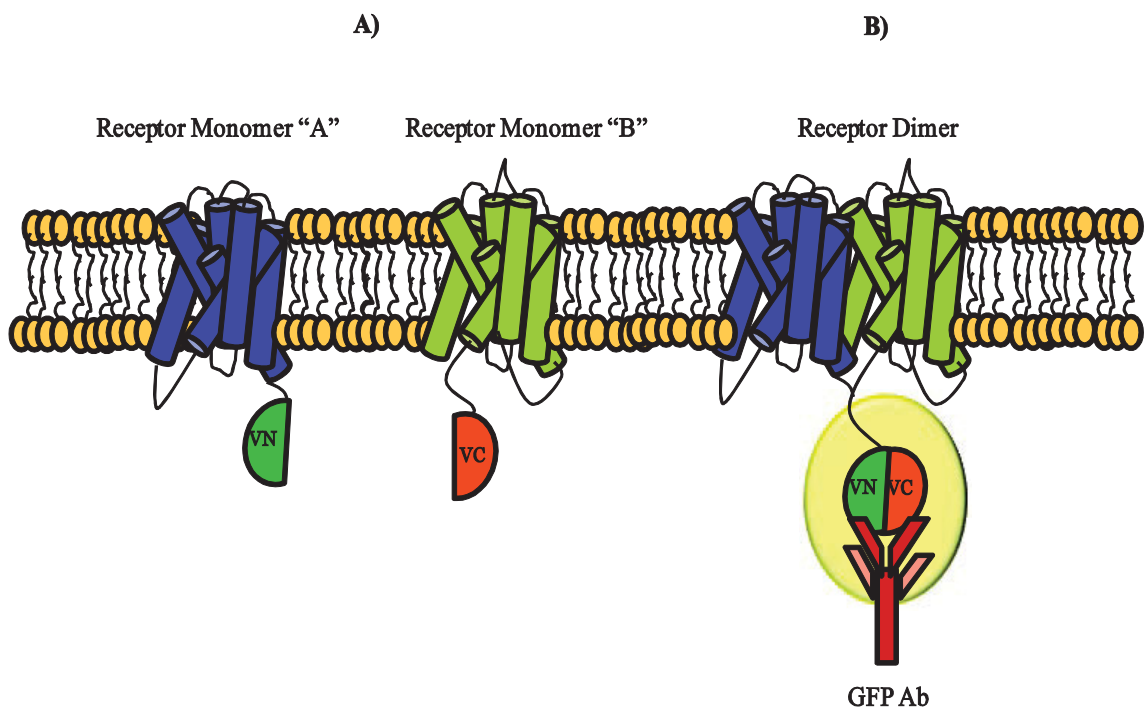 A)
B)
Receptor Monomer “A”
Receptor Monomer “B”
Receptor Dimer
VN
VC
VN
VC
GFP Ab